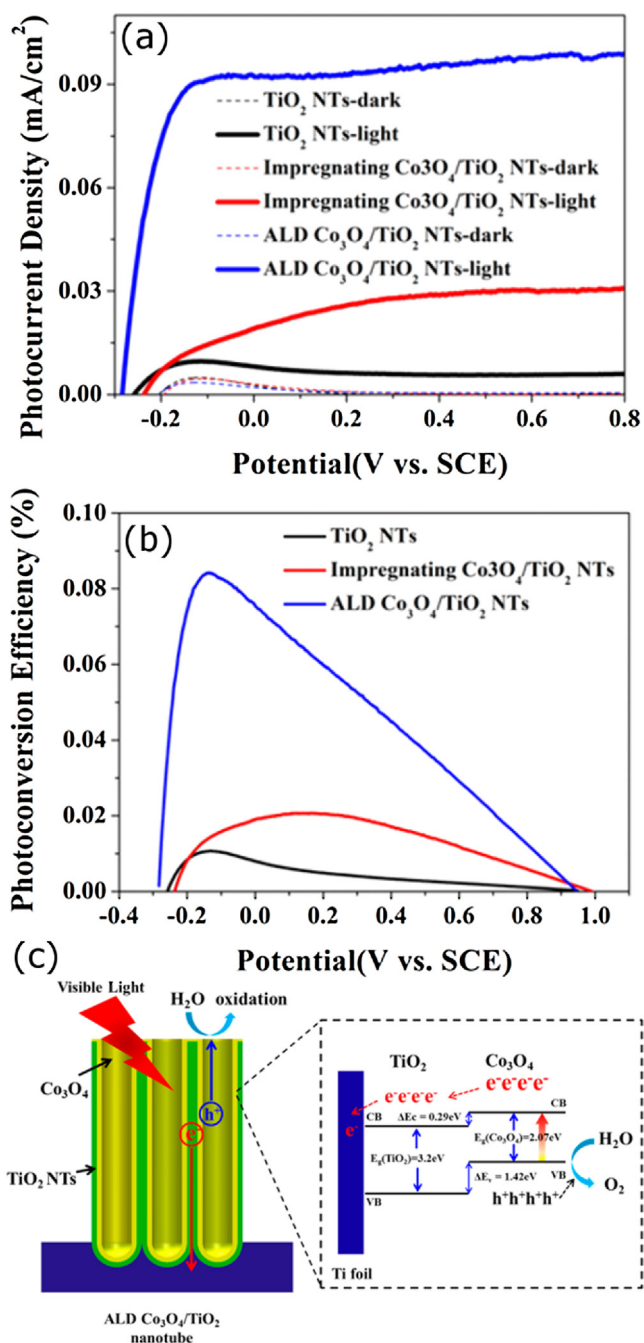 (a)
Photocurrent Density (mA/cm²)
0.09
0.06
0.03
0.00
TiO₂ NTs-dark
TiO₂ NTs-light
Impregnating Co3O₄/TiO₂ NTs-dark
Impregnating Co3O₄/TiO₂ NTs-light
ALD Co₃O₄/TiO₂ NTs-dark
ALD Co₃O₄/TiO₂ NTs-light
-0.2 0.0 0.2 0.4 0.6 0.8
Potential(V vs. SCE)
(b)
Photoconversion Efficiency (%)
0.10
0.08
0.06
0.04
0.02
0.00
TiO₂ NTs
Impregnating Co3O₄/TiO₂ NTs
ALD Co₃O₄/TiO₂ NTs
-0.4 -0.2 0.0 0.2 0.4 0.6 0.8 1.0
Potential(V vs. SCE)
(c)
Visible Light
H₂O oxidation
Co₃O₄
h⁺
e⁻
TiO₂ NTs
ALD Co₃O₄/TiO₂
nanotube
TiO₂ Co₃O₄
e⁻e⁻e⁻e⁻ e⁻e⁻e⁻e⁻
e⁻
CB ΔEc = 0.29eV CB
Eg(TiO₂)=3.2eV Eg(Co₃O₄)=2.07eV
H₂O
VB ΔEᵥ = 1.42eV VB
O₂
h⁺h⁺h⁺h⁺
Ti foil